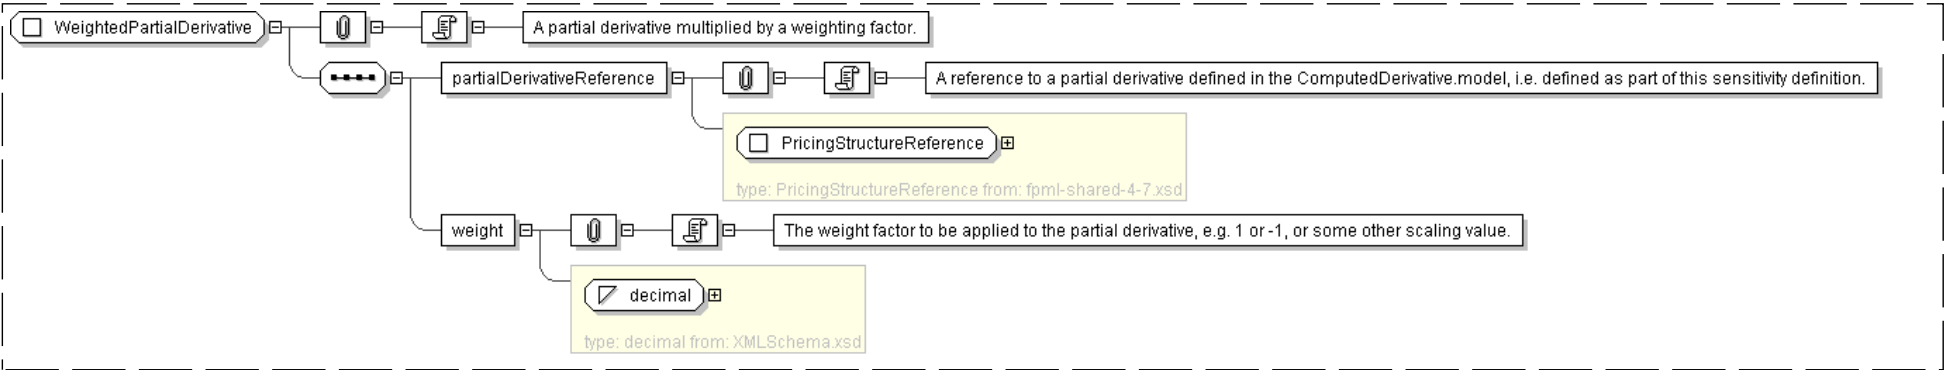 WeightedPartialDerivative
A partial derivative multiplied by a weighting factor.
partialDerivativeReference
A reference to a partial derivative defined in the ComputedDerivative.model, i.e. defined as part of this sensitivity definition.
PricingStructureReference
type: PricingStructureReference from: fpml-shared-4-7.xsd
weight
The weight factor to be applied to the partial derivative, e.g. 1 or -1, or some other scaling value.
decimal
type: decimal from: XMLSchema.xsd